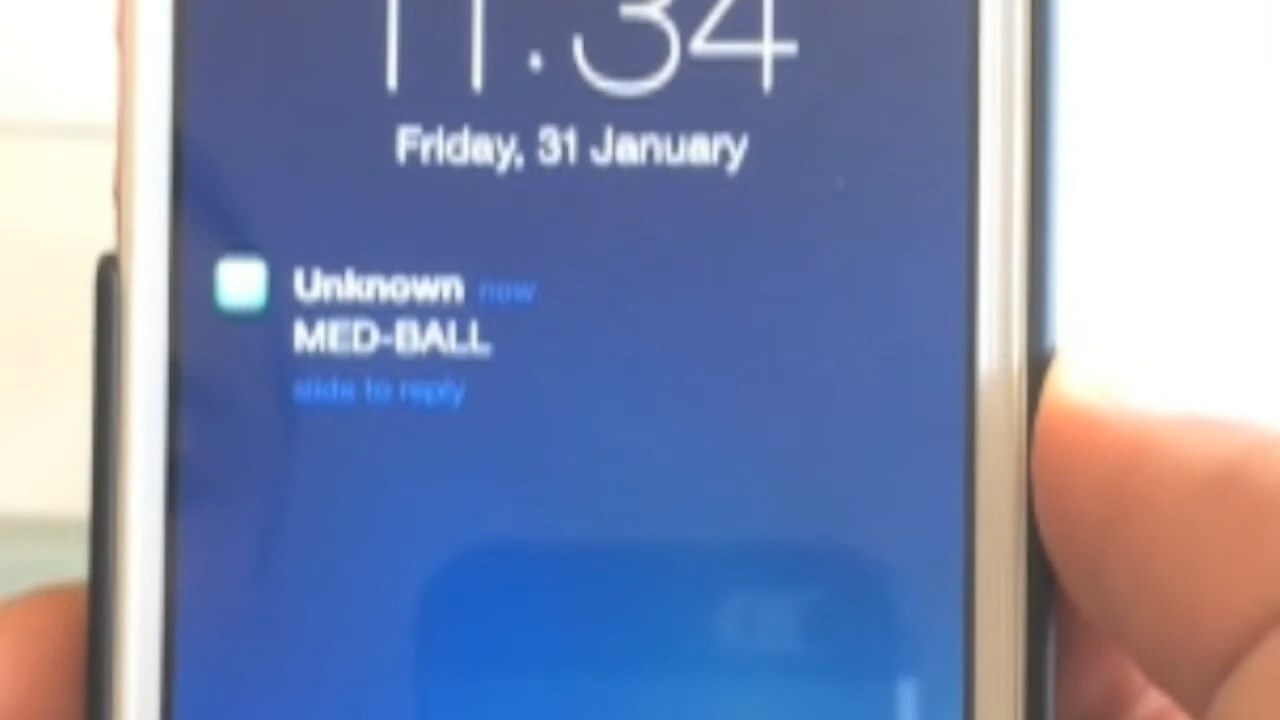 11:34
Friday, 31 January
Unknown now
MED-BALL
slide to reply